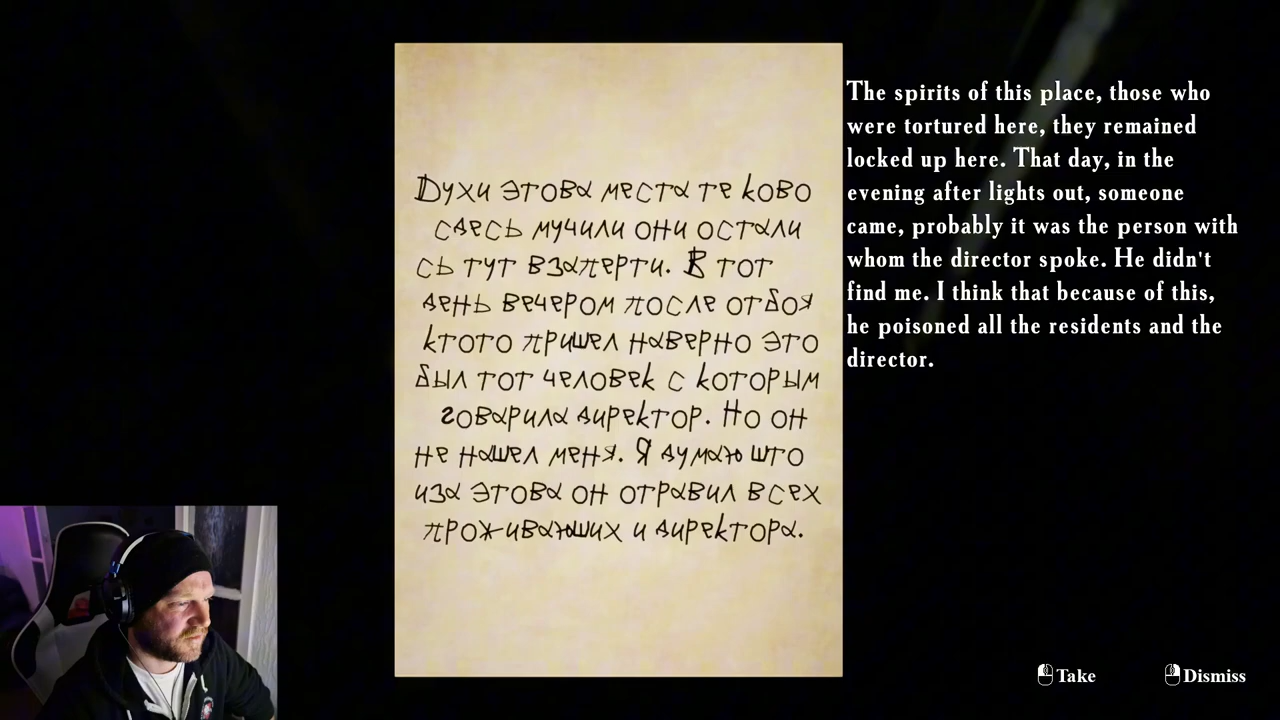 Духи этова места те ково
сдесь мучили они остали
сь тут взаперти. В тот
день вечером после отбоя
ктото пришел наверно это
был тот человек с которым
говарила директор. Но он
не нашел меня. Я думаю што
иза этова он отравил всех
проживаюших и директора.
The spirits of this place, those who
were tortured here, they remained
locked up here. That day, in the
evening after lights out, someone
came, probably it was the person with
whom the director spoke. He didn't
find me. I think that because of this,
he poisoned all the residents and the
director.
Take
Dismiss